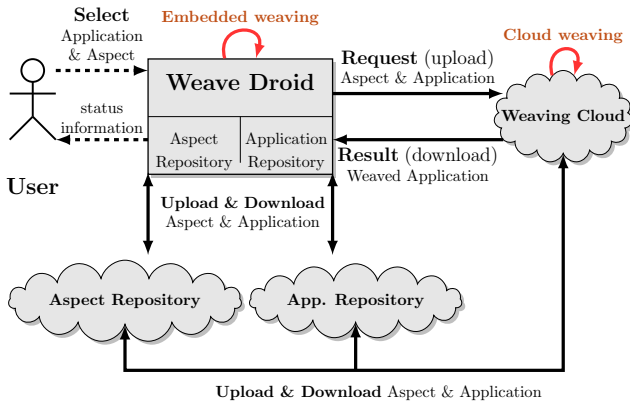 Select
Application
& Aspect
Embedded weaving
Cloud weaving
Weave Droid
Request (upload)
Aspect & Application
Weaving Cloud
status
information
Aspect
Repository
Application
Repository
Result (download)
Weaved Application
User
Upload & Download
Aspect & Application
Aspect Repository
App. Repository
Upload & Download Aspect & Application